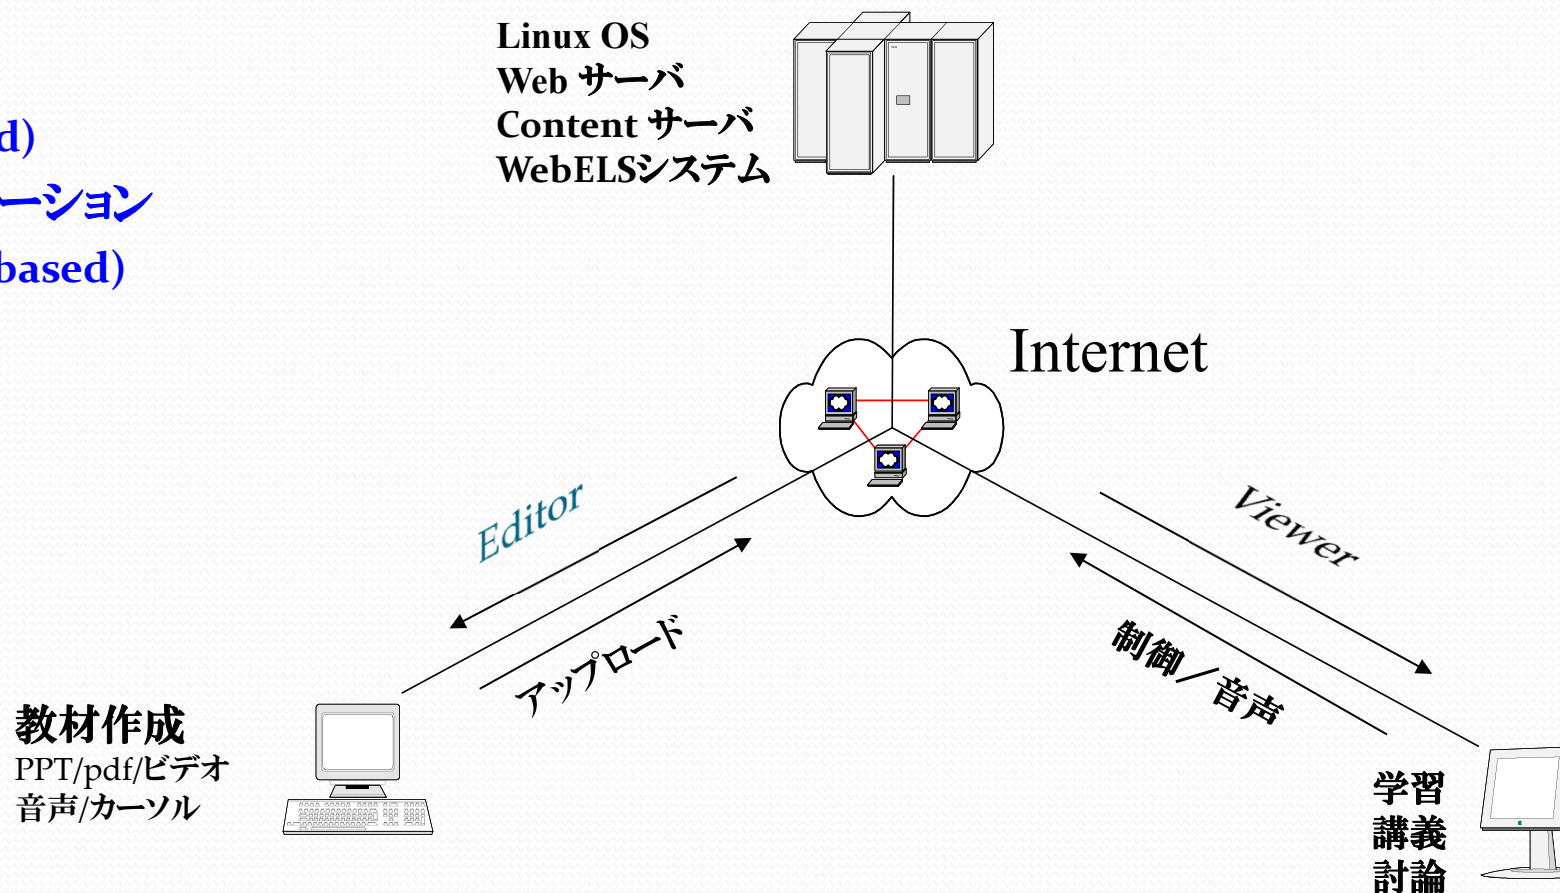 Linux OS
Web サーバ
Content サーバ
WebELSシステム
d)
ーション
based)
Internet
Editor
アップロード
Viewer
制御／音声
教材作成
PPT/pdf/ビデオ
音声/カーソル
学習
講義
討論